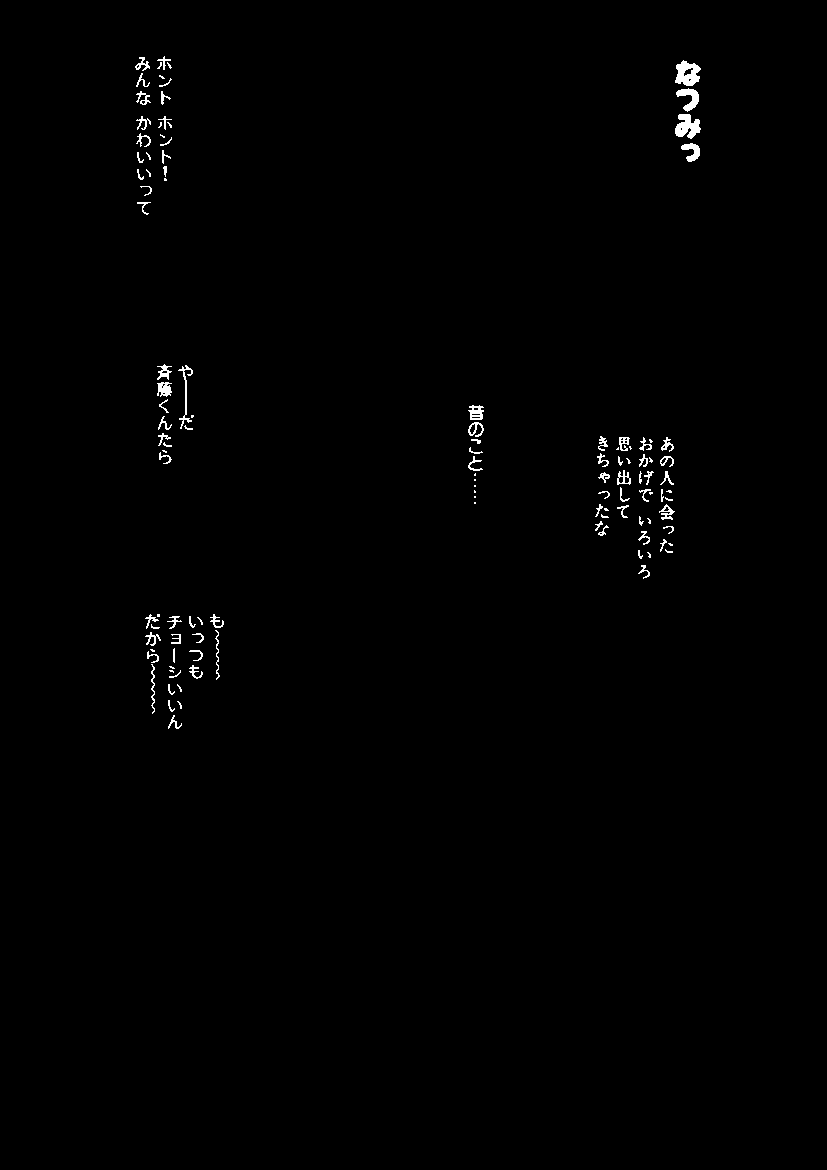 なつみっ
あの人に会った
おかげで いろいろ
思い出して
きちゃったな
昔のこと……
ホント ホント！
みんな かわいいって
やーだ
斉藤くんたら
も〜〜〜
いっつも
チョーシいいん
だから〜〜〜